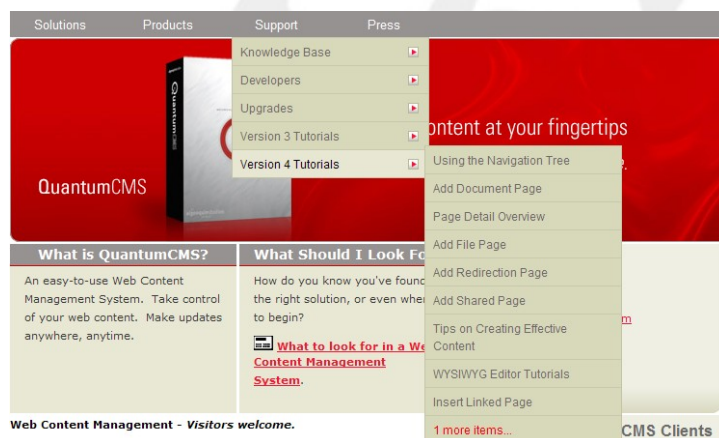 Solutions Products Support Press
Knowledge Base
Developers
Upgrades
Version 3 Tutorials
Version 4 Tutorials
ontent at your fingertips
QuantumCMS
QuantumCMS
Using the Navigation Tree
Add Document Page
Page Detail Overview
Add File Page
Add Redirection Page
Add Shared Page
Tips on Creating Effective
Content
WYSIWYG Editor Tutorials
Insert Linked Page
1 more items...
What is QuantumCMS?
An easy-to-use Web Content
Management System. Take control
of your web content. Make updates
anywhere, anytime.
What Should I Look Fo
How do you know you've found
the right solution, or even when
to begin?
What to look for in a We
Content Management
System.
m
Web Content Management - Visitors welcome.
CMS Clients